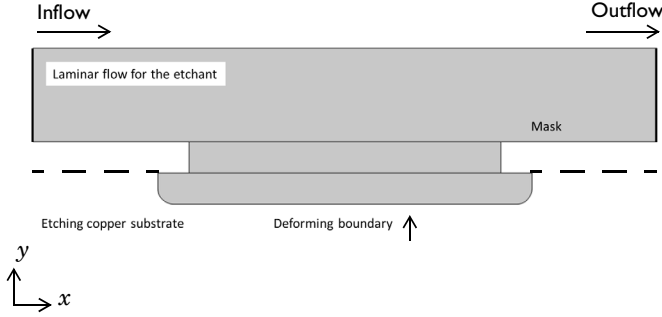 Inflow
Outflow
Laminar flow for the etchant
Mask
Etching copper substrate
Deforming boundary
y
x